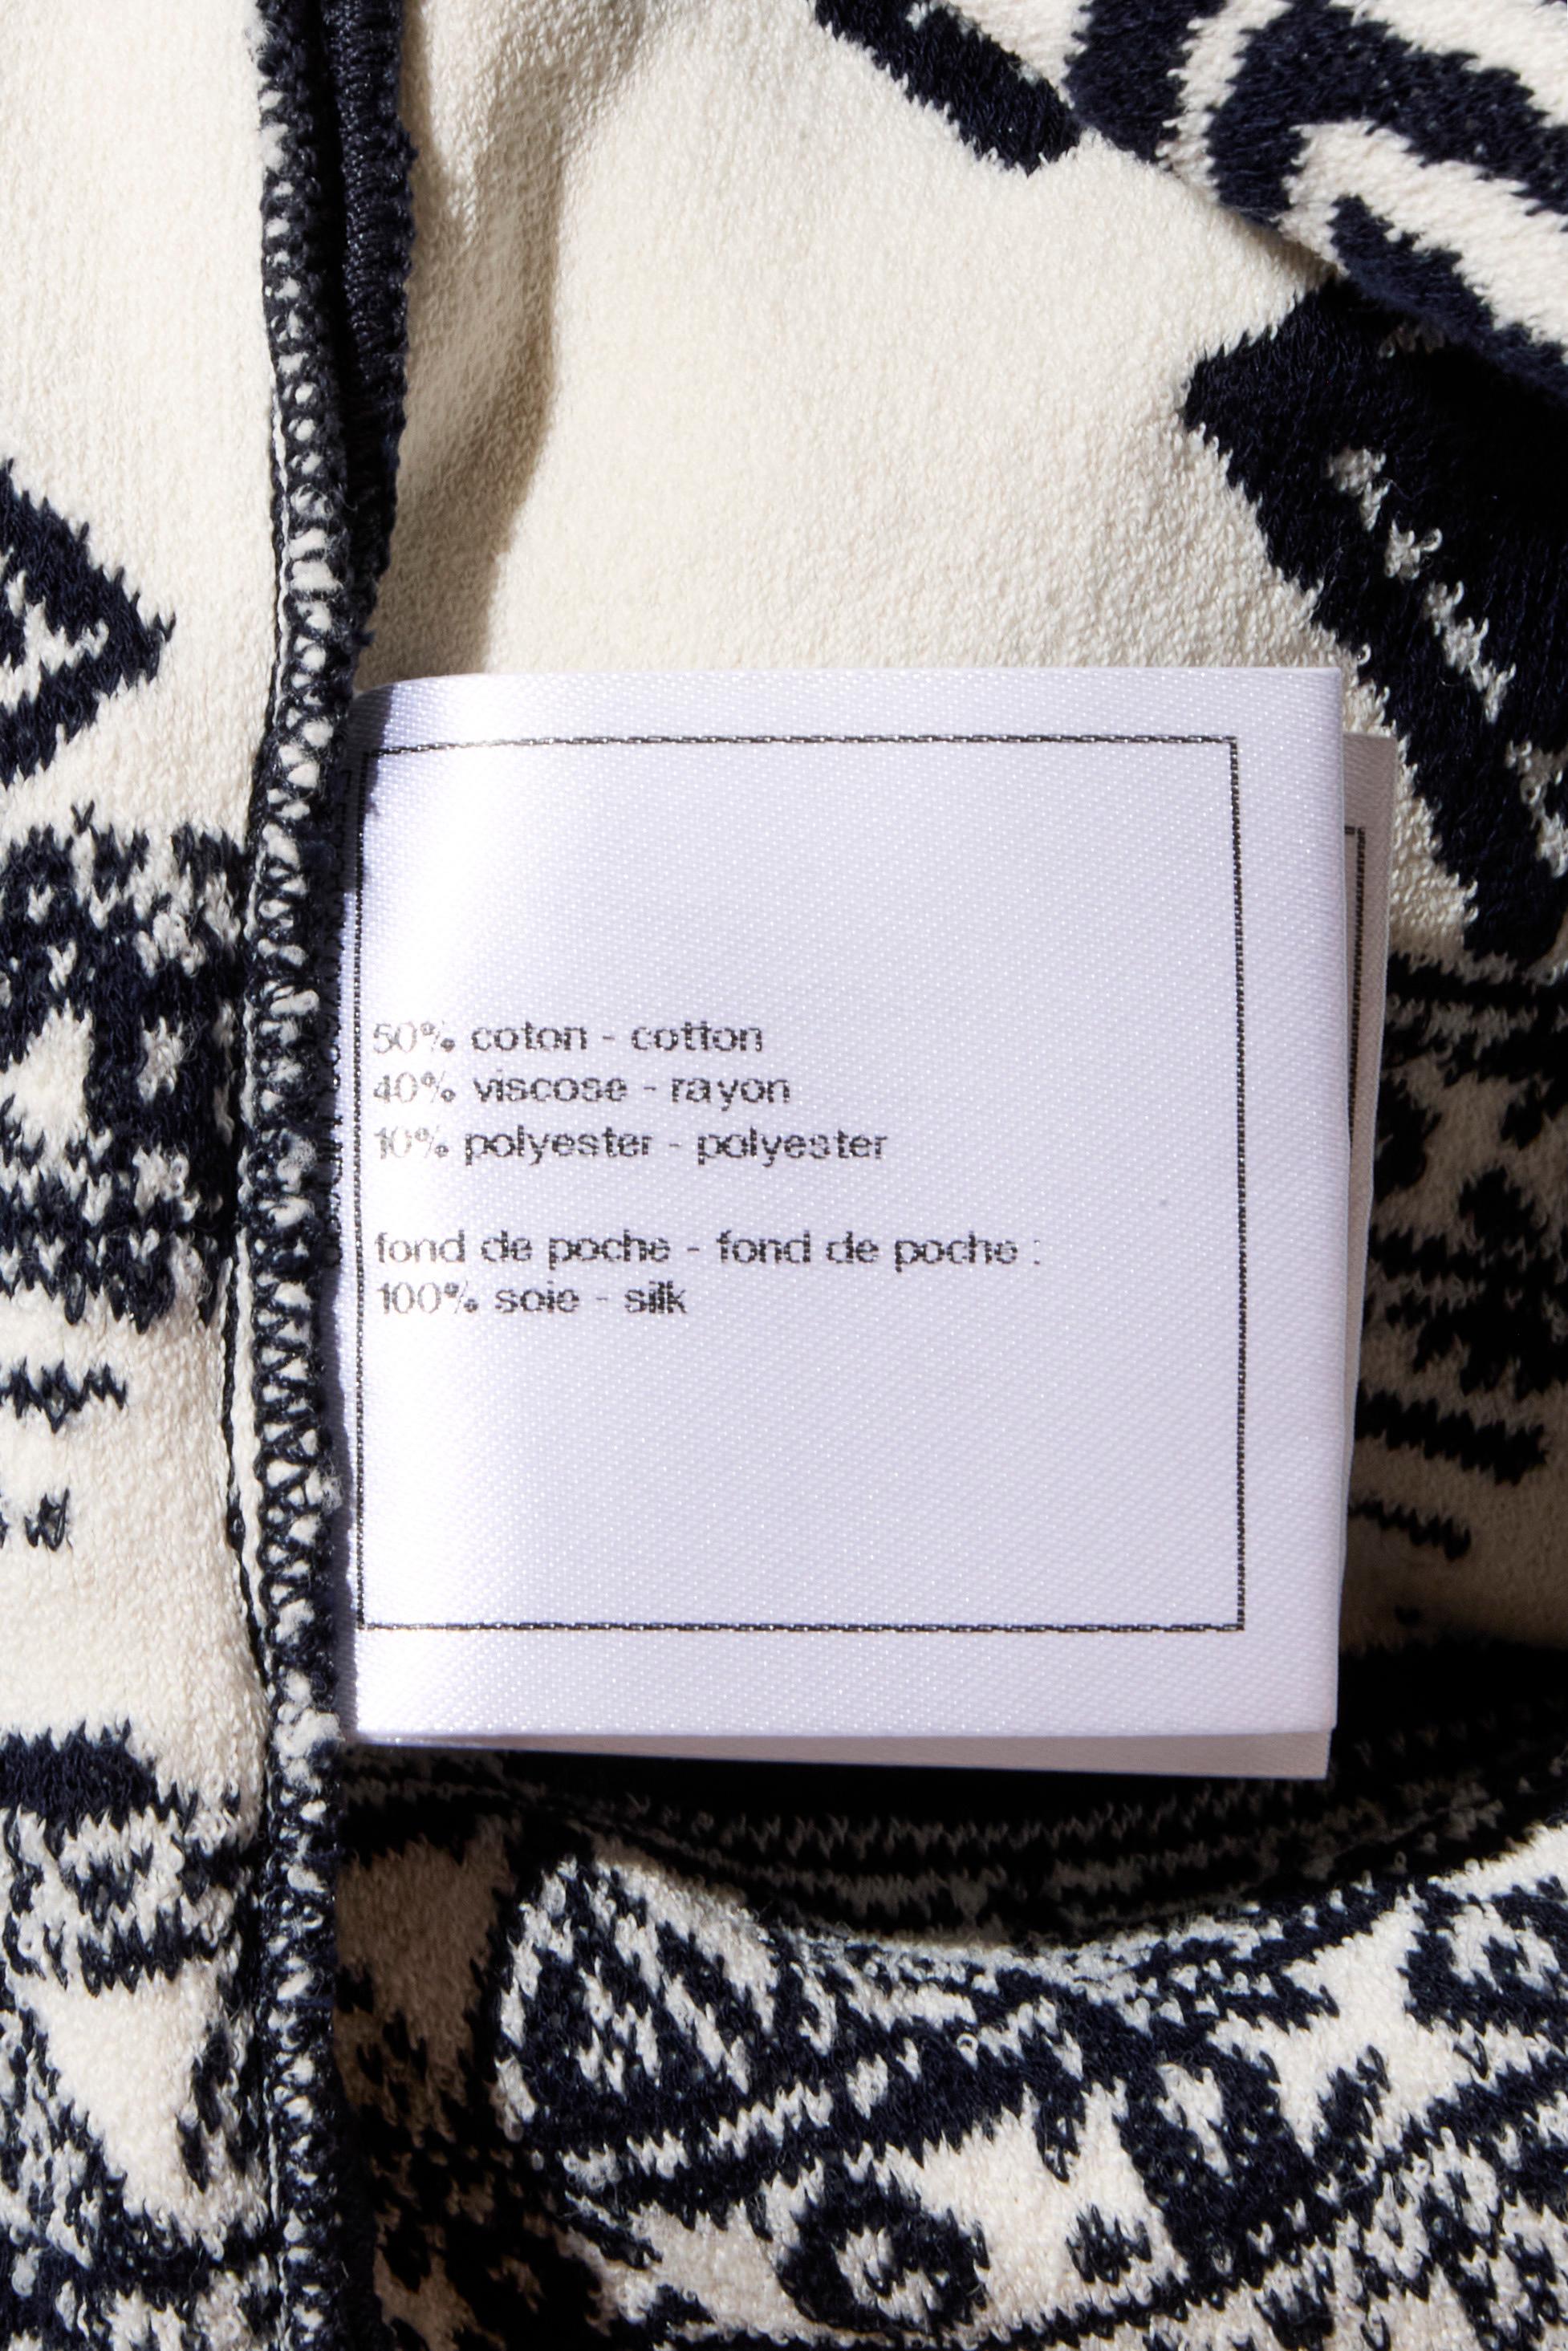 50% coton - cotton
40% viscose - rayon
10% polyester - polyester
fond de poche - fond de poche :
100% soie - silk